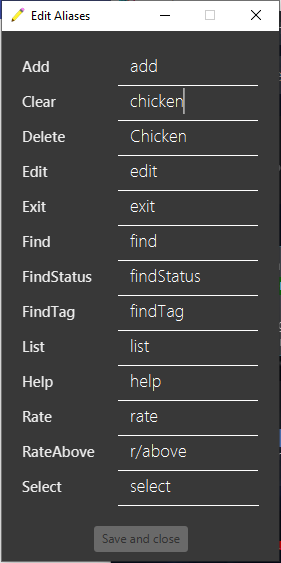 Edit Aliases
Add add
Clear chicken
Delete Chicken
Edit edit
Exit exit
Find find
FindStatus findStatus
FindTag findTag
List list
Help help
Rate rate
RateAbove r/above
Select select
Save and close